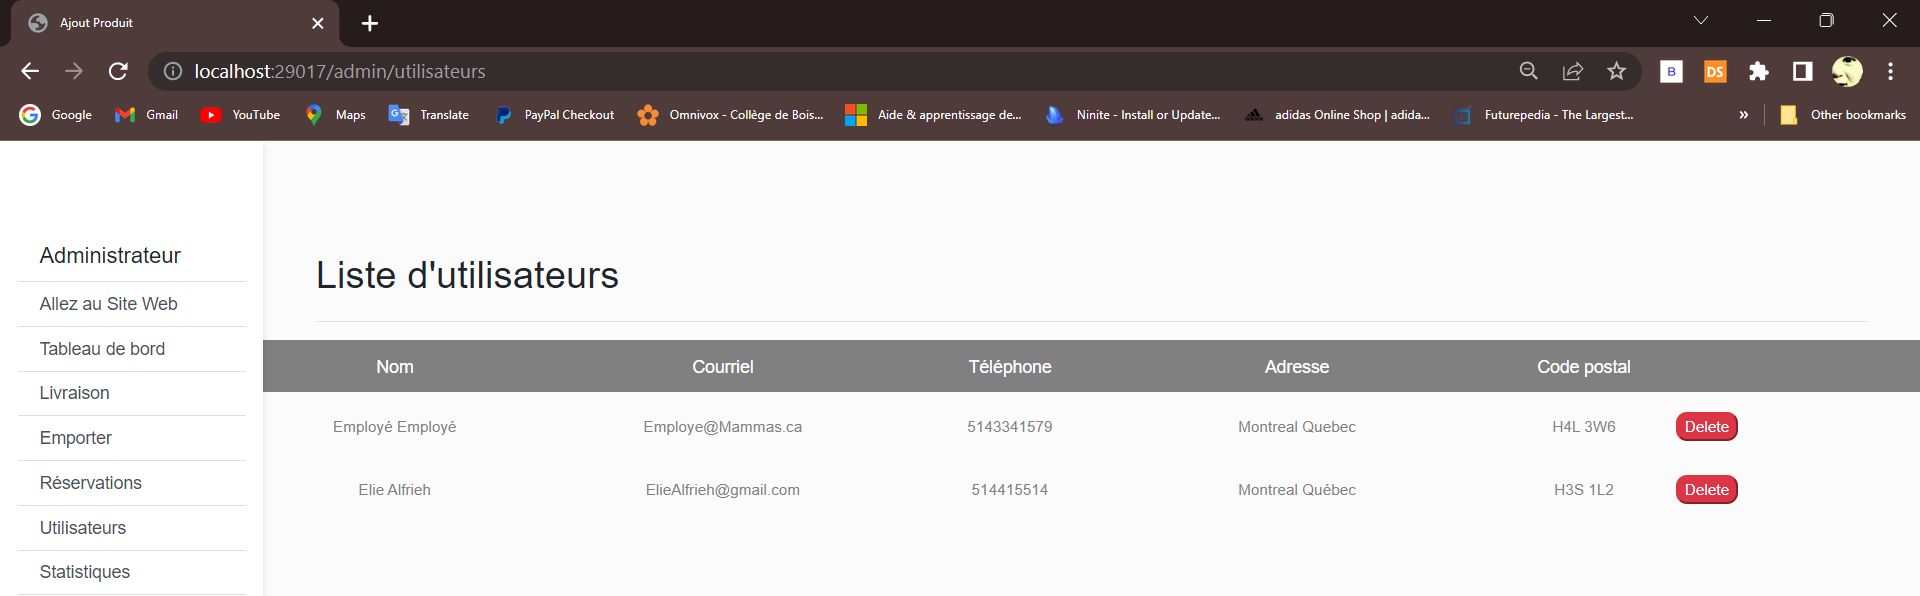 Ajout Produit
localhost:29017/admin/utilisateurs
B
DS
Google Gmail YouTube Maps Translate PayPal Checkout Omnivox - Collège de Bois... Aide & apprentissage de... Ninite - Install or Update... adidas Online Shop | adida... Futurepedia - The Largest... » Other bookmarks
Administrateur
Allez au Site Web
Tableau de bord
Livraison
Emporter
Réservations
Utilisateurs
Statistiques
Liste d'utilisateurs
Nom Courriel Téléphone Adresse Code postal
Employé Employé Employe@Mammas.ca 5143341579 Montreal Quebec H4L 3W6 Delete
Elie Alfrieh ElieAlfrieh@gmail.com 514415514 Montreal Québec H3S 1L2 Delete